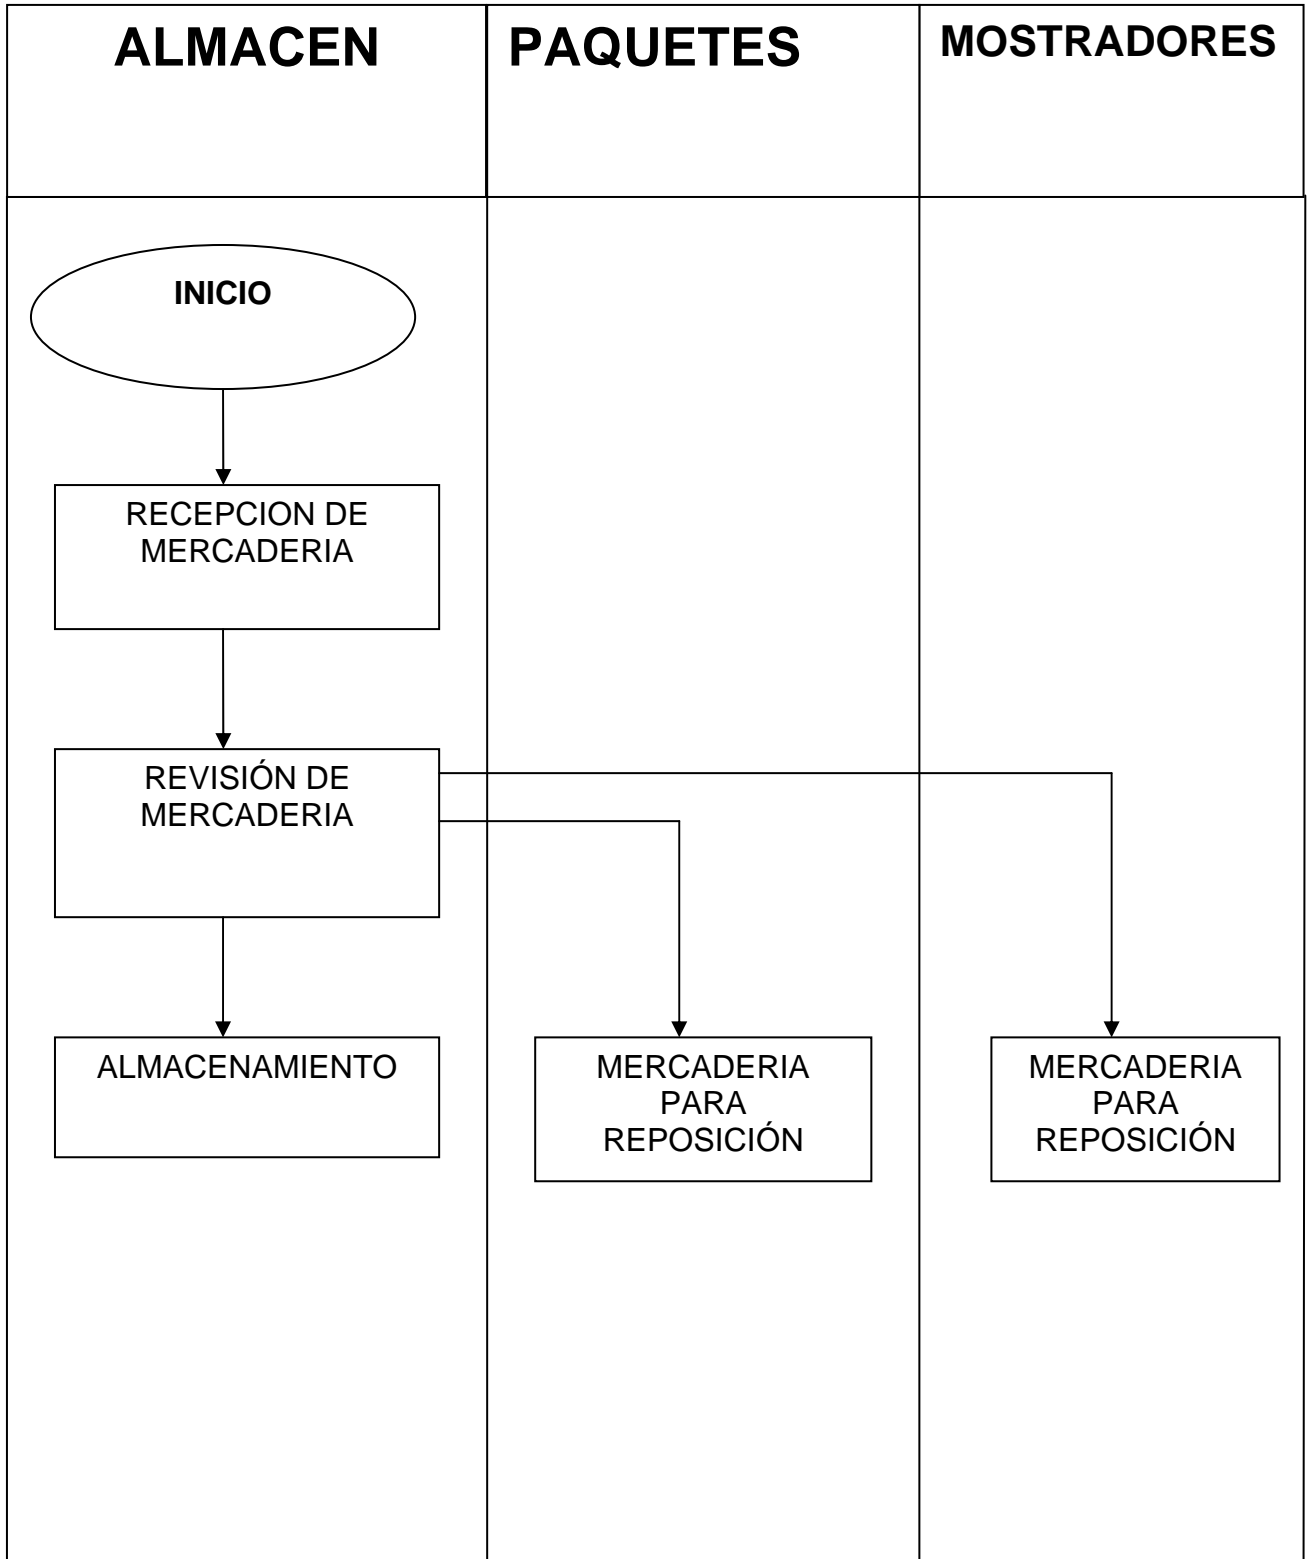 ALMACEN
PAQUETES
MOSTRADORES
INICIO
RECEPCION DE
MERCADERIA
REVISIÓN DE
MERCADERIA
ALMACENAMIENTO
MERCADERIA
PARA
REPOSICIÓN
MERCADERIA
PARA
REPOSICIÓN